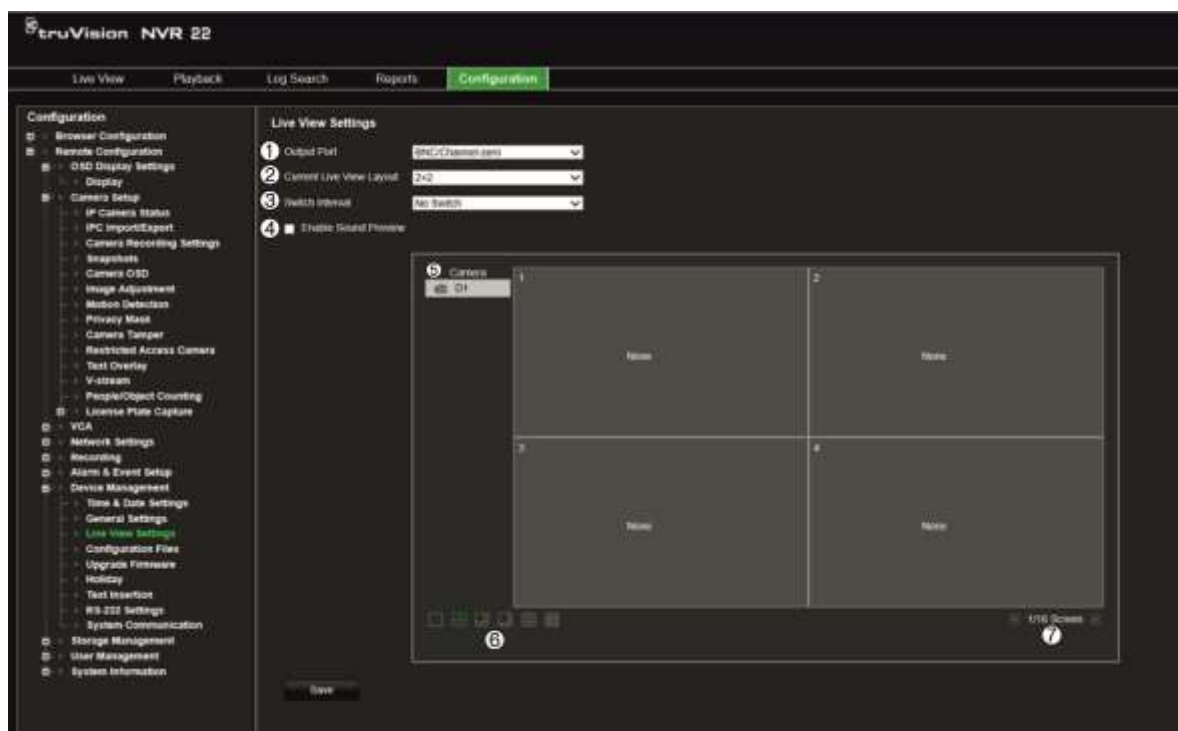 truVision NVR 22
Live View Playback Log Search Reports Configuration
Configuration
Browser Configuration
Remote Configuration
OSD Display Settings
Display
Camera Setup
IP Camera Status
IPC Import/Export
Camera Recording Settings
Snapshots
Camera OSD
Image Adjustment
Motion Detection
Privacy Mask
Camera Tamper
Restricted Access Camera
Text Overlay
V-stream
People/Object Counting
License Plate Capture
VCA
Network Settings
Recording
Alarm & Event Setup
Device Management
Time & Date Settings
General Settings
Live View Settings
Configuration Files
Upgrade Firmware
Holiday
Text Insertion
RS-232 Settings
System Communication
Storage Management
User Management
System Information
Live View Settings
1 Output Port BNC/Channel-zero
2 Current Live View Layout 2×2
3 Switch Interval No Switch
4 Enable Sound Preview
5 Camera
D1
1
None
2
None
3
None
4
None
6
1/16 Screen
7
Save